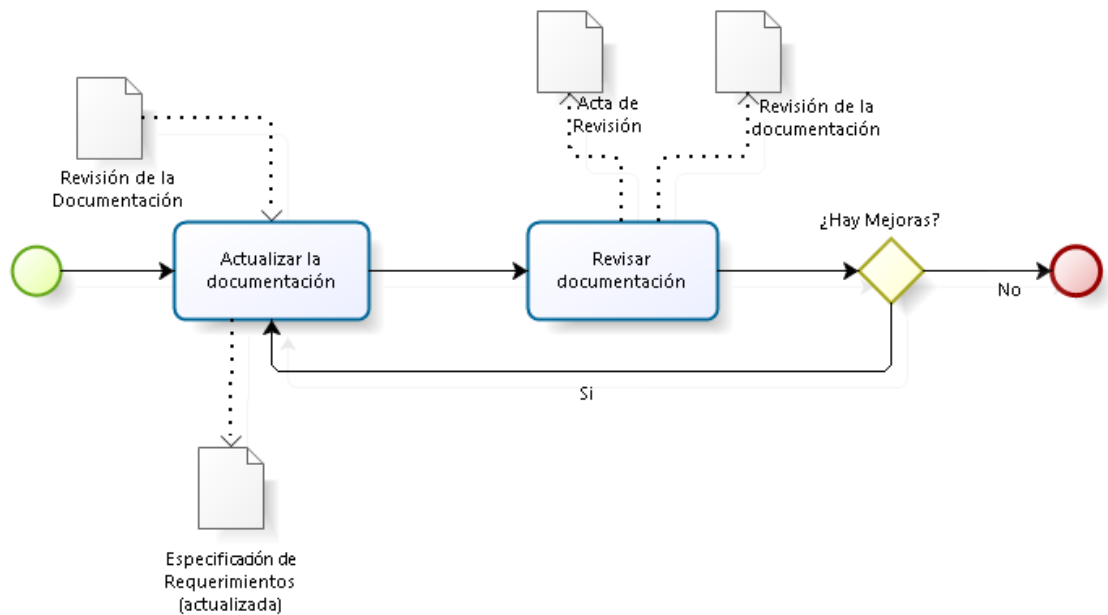 Acta de
Revisión
Revisión de la
documentación
Revisión de la
Documentación
¿Hay Mejoras?
Actualizar la
documentación
Revisar
documentación
No
Si
Especificación de
Requerimientos
(actualizada)